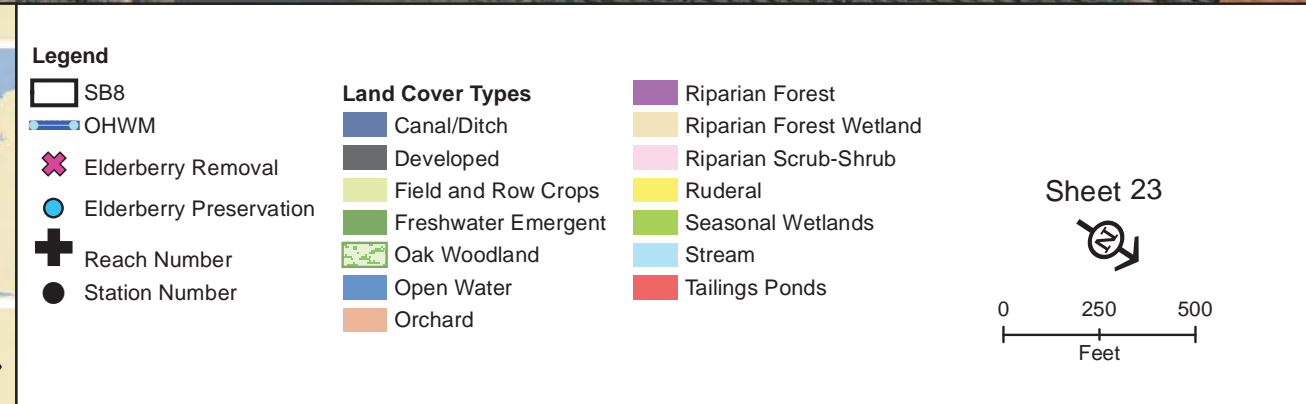 Legend
SB8
OHWM
Elderberry Removal
Elderberry Preservation
Reach Number
Station Number
Land Cover Types
Canal/Ditch
Developed
Field and Row Crops
Freshwater Emergent
Oak Woodland
Open Water
Orchard
Riparian Forest
Riparian Forest Wetland
Riparian Scrub-Shrub
Ruderal
Seasonal Wetlands
Stream
Tailings Ponds
Sheet 23
N
0 250 500
Feet